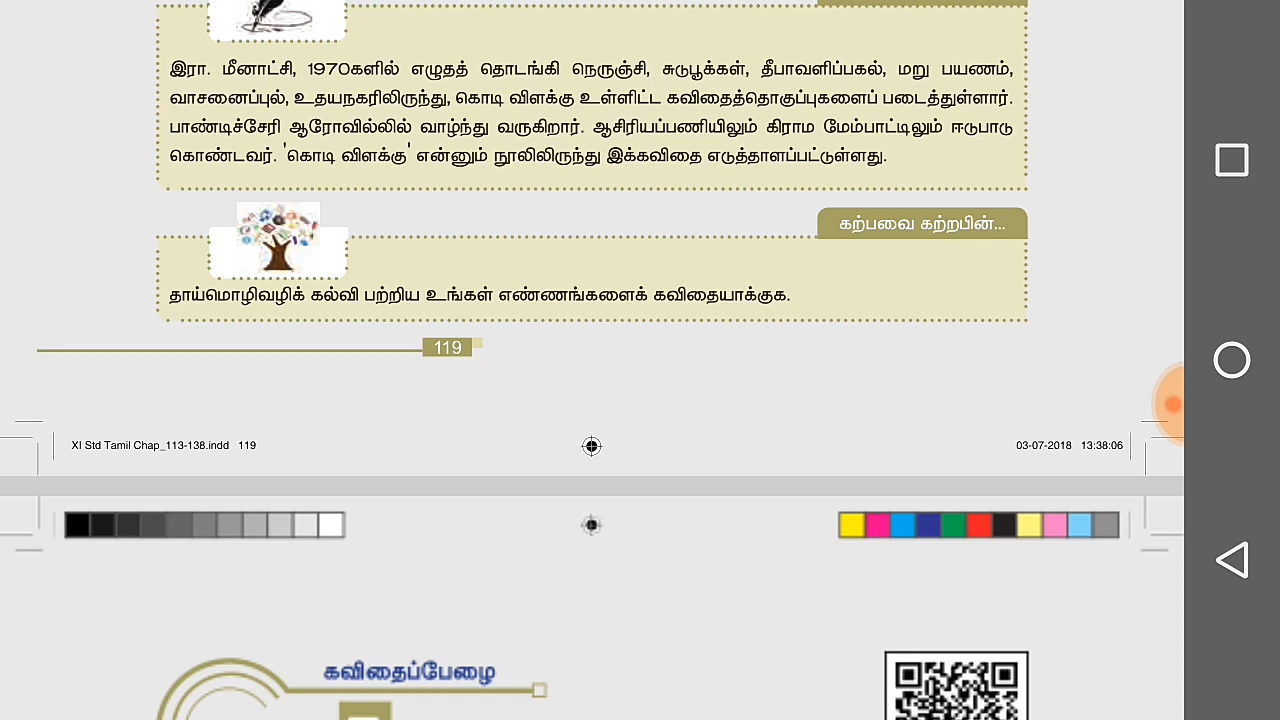 இரா. மீனாட்சி, 1970களில் எழுதத் தொடங்கி நெருஞ்சி, சுடுபூக்கள், தீபாவளிப்பகல், மறு பயணம்,
வாசனைப்புல், உதயநகரிலிருந்து, கொடி விளக்கு உள்ளிட்ட கவிதைத்தொகுப்புகளைப் படைத்துள்ளார்.
பாண்டிச்சேரி ஆரோவில்லில் வாழ்ந்து வருகிறார். ஆசிரியப்பணியிலும் கிராம மேம்பாட்டிலும் ஈடுபாடு
கொண்டவர். 'கொடி விளக்கு' என்னும் நூலிலிருந்து இக்கவிதை எடுத்தாளப்பட்டுள்ளது.
கற்பவை கற்றபின்...
தாய்மொழிவழிக் கல்வி பற்றிய உங்கள் எண்ணங்களைக் கவிதையாக்குக.
119
XI Std Tamil Chap_113-138.indd 119
03-07-2018 13:38:06
கவிதைப்பேழை